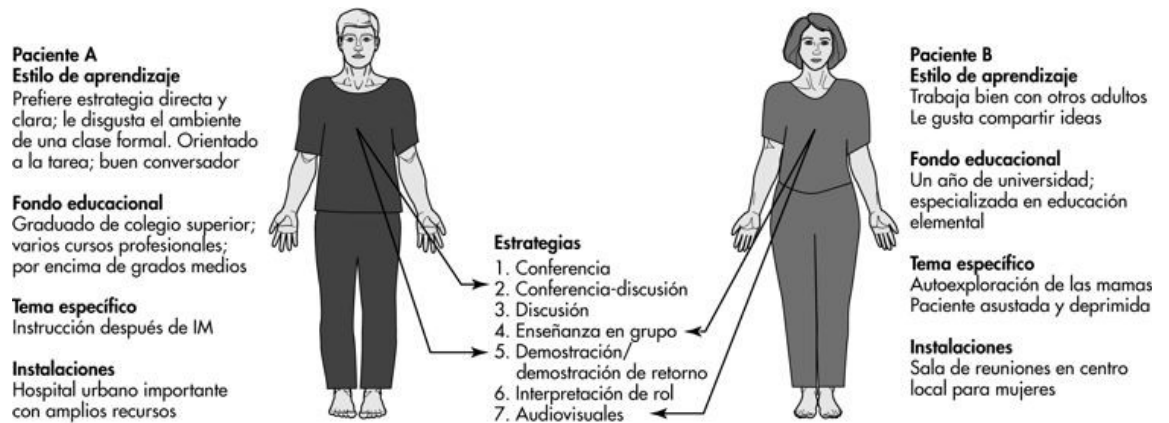 Paciente A
Estilo de aprendizaje
Prefiere estrategia directa y
clara; le disgusta el ambiente
de una clase formal. Orientado
a la tarea; buen conversador
Fondo educacional
Graduado de colegio superior;
varios cursos profesionales;
por encima de grados medios
Tema específico
Instrucción después de IM
Instalaciones
Hospital urbano importante
con amplios recursos
Estrategias
1. Conferencia
2. Conferencia-discusión
3. Discusión
4. Enseñanza en grupo
5. Demostración/
demostración de retorno
6. Interpretación de rol
7. Audiovisuales
Paciente B
Estilo de aprendizaje
Trabaja bien con otros adultos
Le gusta compartir ideas
Fondo educacional
Un año de universidad;
especializada en educación
elemental
Tema específico
Autoexploración de las mamas
Paciente asustada y deprimida
Instalaciones
Sala de reuniones en centro
local para mujeres